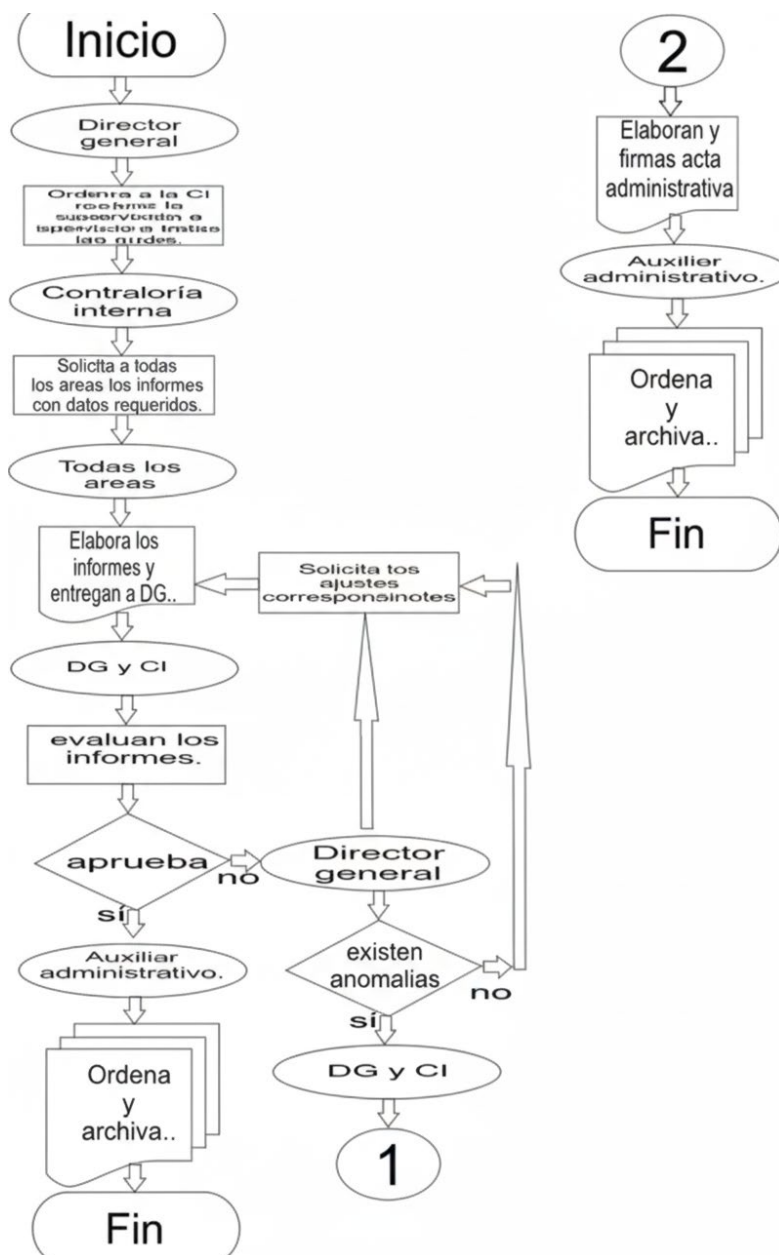 Inicio
Director
general
Ordena a la CI
la
supservisión e
Contraloría
interna
Solicita a todas
los areas los informes
con datos requeridos.
Todas los
areas
Elabora los
informes y
entregan a DG..
DG y CI
evaluan los
informes.
aprueba
no
sí
Auxiliar
administrativo.
Ordena
y
archiva..
Fin
Solicita tos
ajustes
corresponsinotes
Director
general
existen
anomalias
no
sí
DG y CI
1
2
Elaboran y
firmas acta
administrativa
Auxilier
administrativo.
Ordena
y
archiva..
Fin